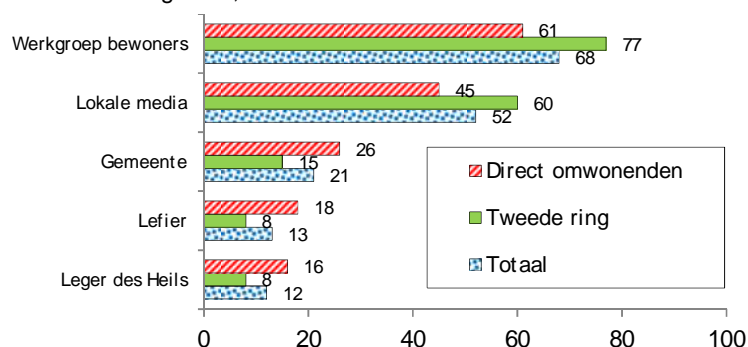 Werkgroep bewoners
61
77
68
Lokale media
45
60
52
Gemeente
26
15
21
Lefier
18
8
13
Leger des Heils
16
8
12
Direct omwonenden
Tweede ring
Totaal
0 20 40 60 80 100